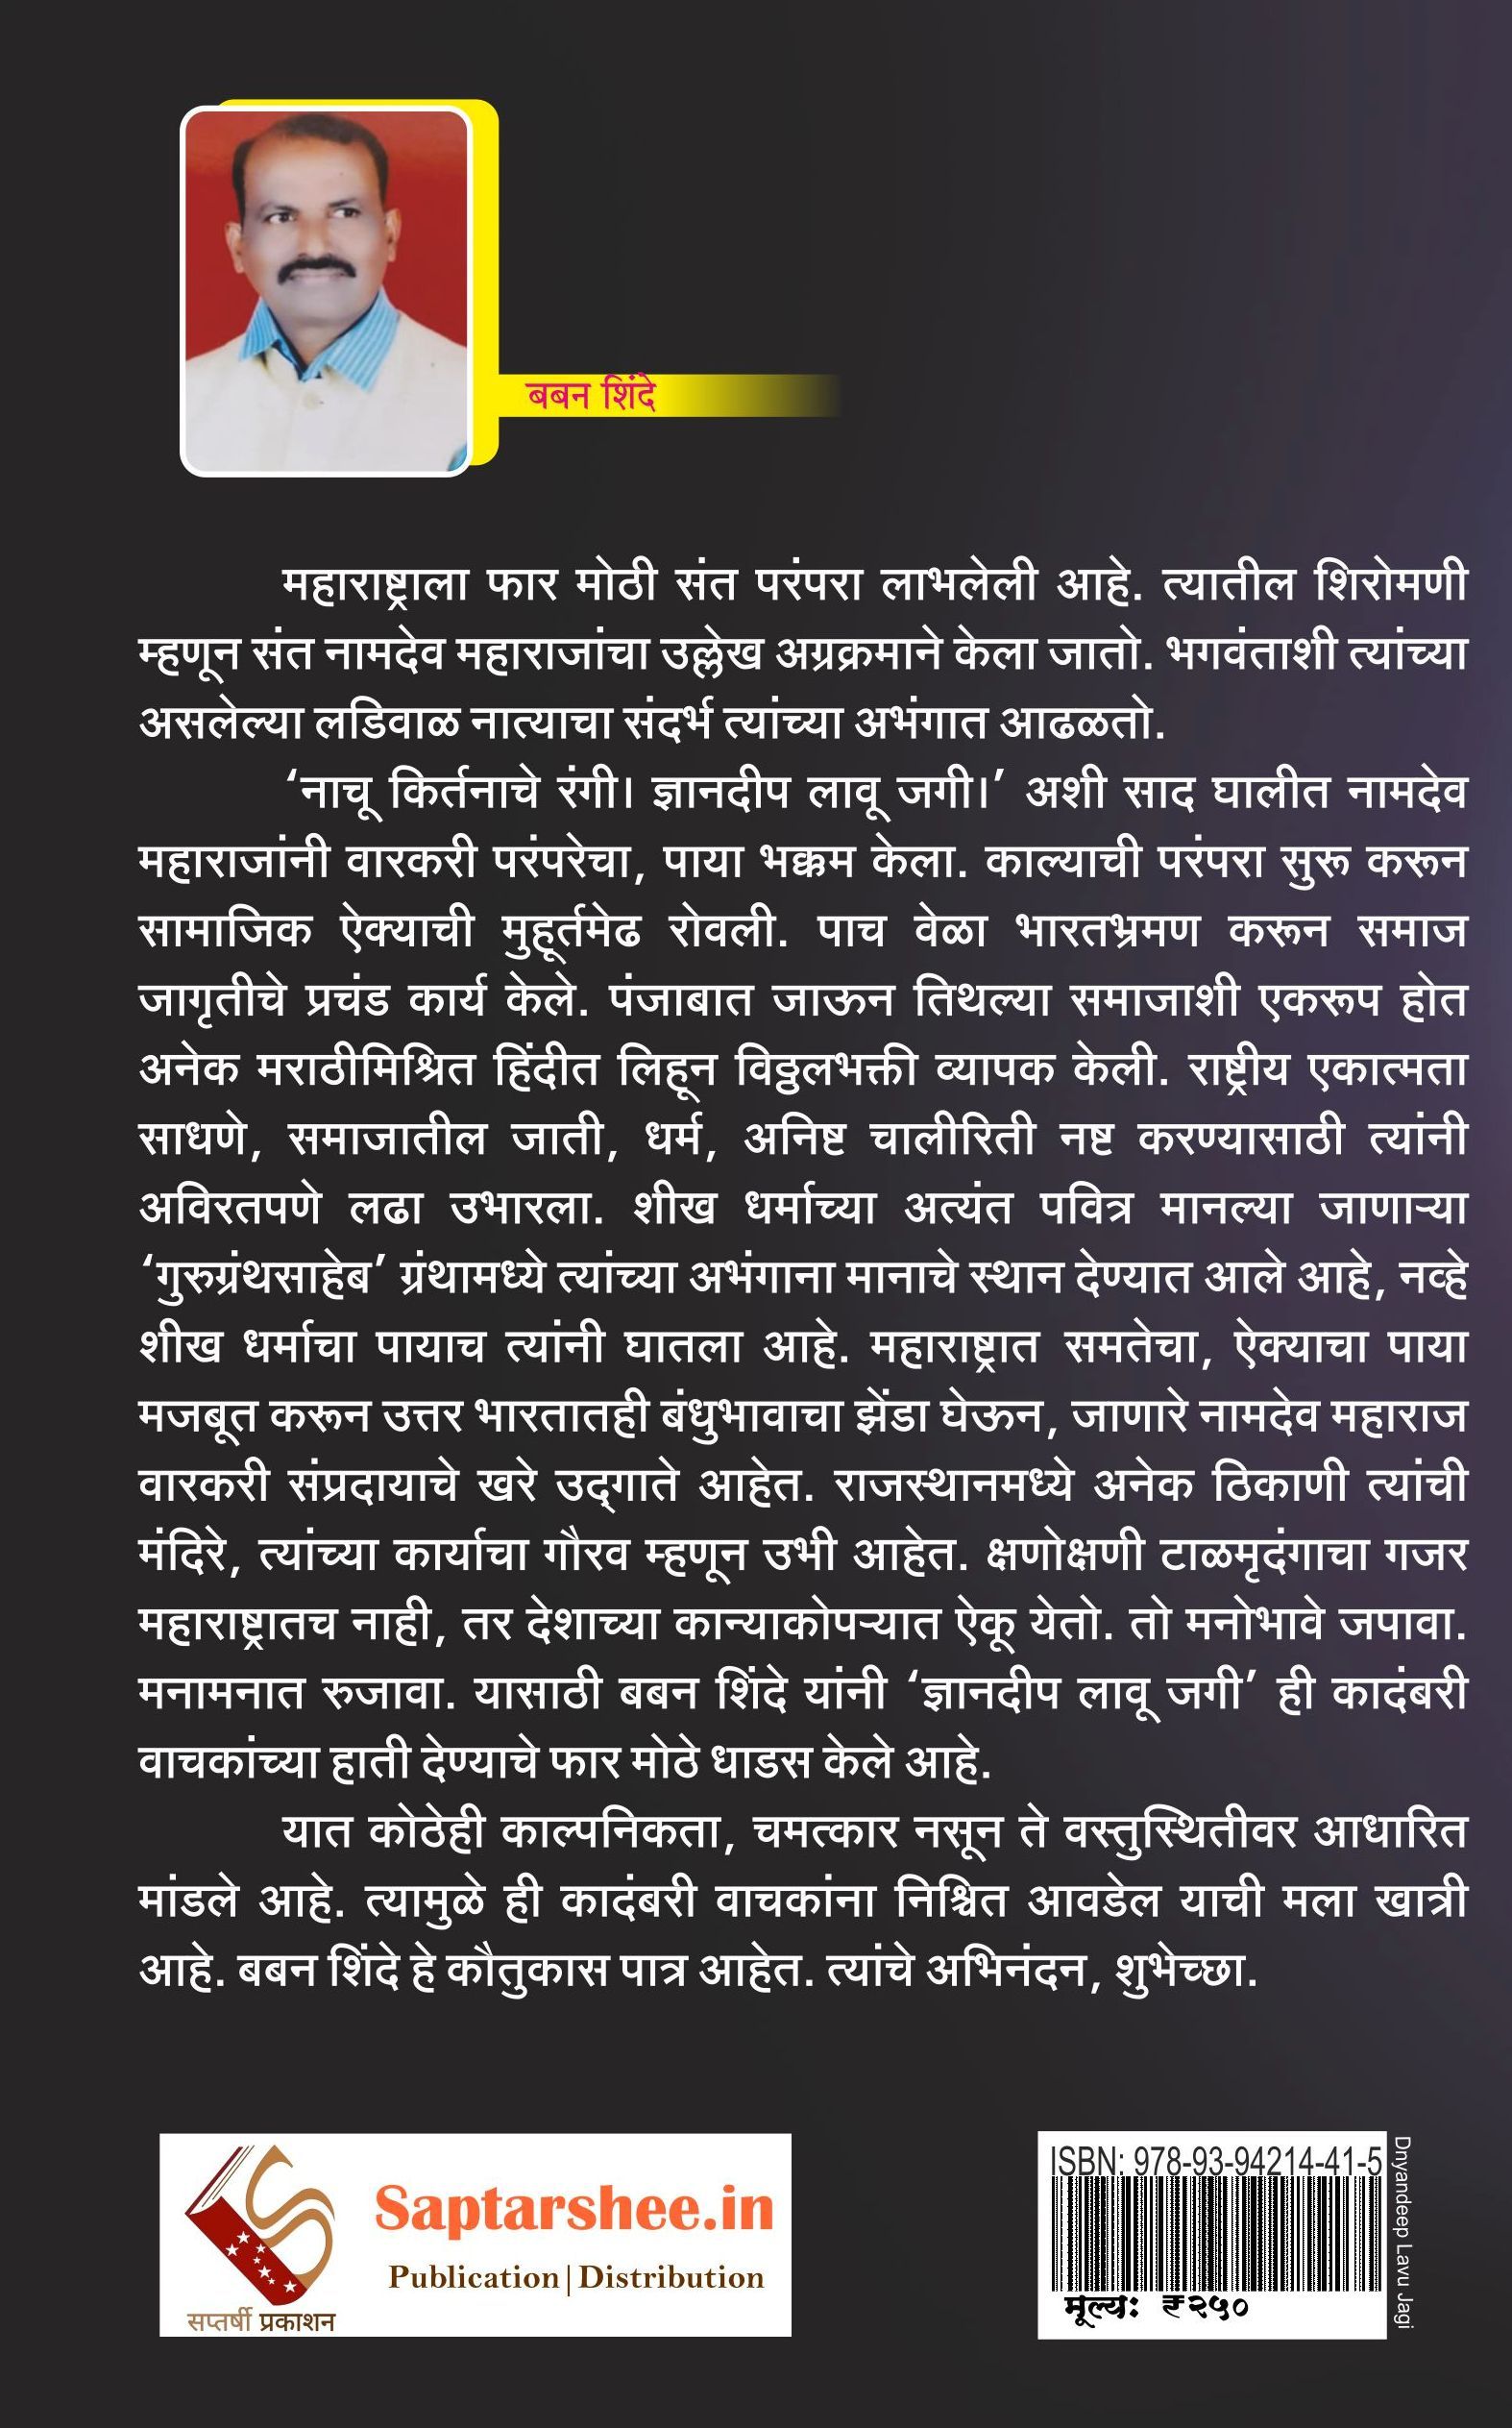 बबन शिंदे
महाराष्ट्राला फार मोठी संत परंपरा लाभलेली आहे. त्यातील शिरोमणी
म्हणून संत नामदेव महाराजांचा उल्लेख अग्रक्रमाने केला जातो. भगवंताशी त्यांच्या
असलेल्या लडिवाळ नात्याचा संदर्भ त्यांच्या अभंगात आढळतो.
‘नाचू किर्तनाचे रंगी। ज्ञानदीप लावू जगी।’ अशी साद घालीत नामदेव
महाराजांनी वारकरी परंपरेचा, पाया भक्कम केला. काल्याची परंपरा सुरू करून
सामाजिक ऐक्याची मुहूर्तमेढ रोवली. पाच वेळा भारतभ्रमण करून समाज
जागृतीचे प्रचंड कार्य केले. पंजाबात जाऊन तिथल्या समाजाशी एकरूप होत
अनेक मराठीमिश्रित हिंदीत लिहून विठ्ठलभक्ती व्यापक केली. राष्ट्रीय एकात्मता
साधणे, समाजातील जाती, धर्म, अनिष्ट चालीरिती नष्ट करण्यासाठी त्यांनी
अविरतपणे लढा उभारला. शीख धर्माच्या अत्यंत पवित्र मानल्या जाणाऱ्या
‘गुरुग्रंथसाहेब’ ग्रंथामध्ये त्यांच्या अभंगाना मानाचे स्थान देण्यात आले आहे, नव्हे
शीख धर्माचा पायाच त्यांनी घातला आहे. महाराष्ट्रात समतेचा, ऐक्याचा पाया
मजबूत करून उत्तर भारतातही बंधुभावाचा झेंडा घेऊन, जाणारे नामदेव महाराज
वारकरी संप्रदायाचे खरे उद्‌गाते आहेत. राजस्थानमध्ये अनेक ठिकाणी त्यांची
मंदिरे, त्यांच्या कार्याचा गौरव म्हणून उभी आहेत. क्षणोक्षणी टाळमृदंगाचा गजर
महाराष्ट्रातच नाही, तर देशाच्या कान्याकोपऱ्यात ऐकू येतो. तो मनोभावे जपावा.
मनामनात रुजावा. यासाठी बबन शिंदे यांनी ‘ज्ञानदीप लावू जगी’ ही कादंबरी
वाचकांच्या हाती देण्याचे फार मोठे धाडस केले आहे.
यात कोठेही काल्पनिकता, चमत्कार नसून ते वस्तुस्थितीवर आधारित
मांडले आहे. त्यामुळे ही कादंबरी वाचकांना निश्चित आवडेल याची मला खात्री
आहे. बबन शिंदे हे कौतुकास पात्र आहेत. त्यांचे अभिनंदन, शुभेच्छा.
Saptarshee.in
Publication|Distribution
सप्तर्षी प्रकाशन
ISBN: 978-93-94214-41-5
मूल्य: ₹२५०
Dnyandeep Lavu Jagi